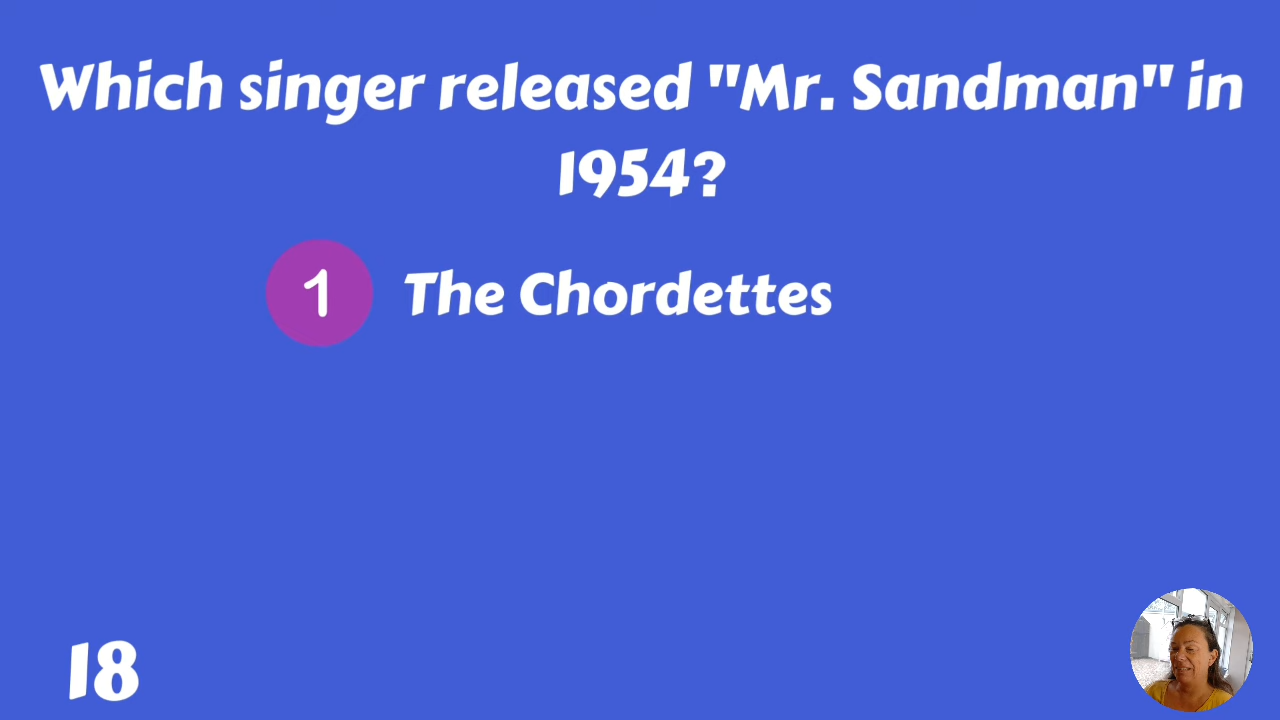 Which singer released "Mr. Sandman" in
1954?
1 The Chordettes
18